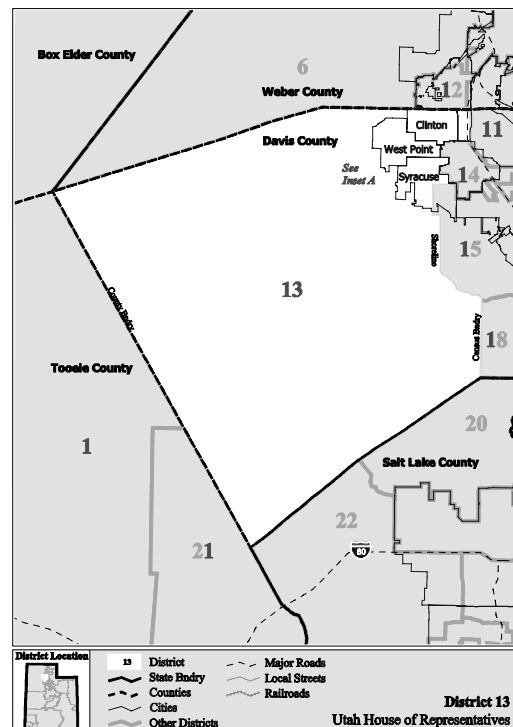 Box Elder County
6
Weber County
12
Clinton
11
Davis County
West Point
See
Inset A
Syracuse
14
Shoreline
15
13
County Bndry
Census Bndry
18
Tooele County
1
20
Salt Lake County
22
21
80
District Location
13 District
State Bndry
Counties
Cities
Other Districts
Major Roads
Local Streets
Railroads
District 13
Utah House of Representatives